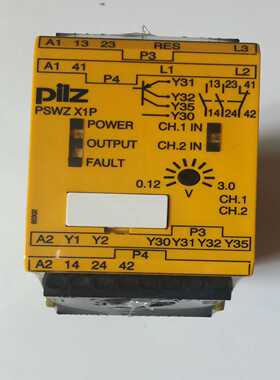 A1 13 23 RES L3
P3
A1 41 L1 L2
P4
pilz
PSWZ X1P
Y31
Y32
Y35
Y30
13 23 41
14 24 42
POWER
OUTPUT
FAULT
CH.1 IN
CH.2 IN
0.12 3.0
CH.1
CH.2
P3
A2 Y1 Y2 Y30 Y31 Y32 Y35
P4
A2 14 24 42